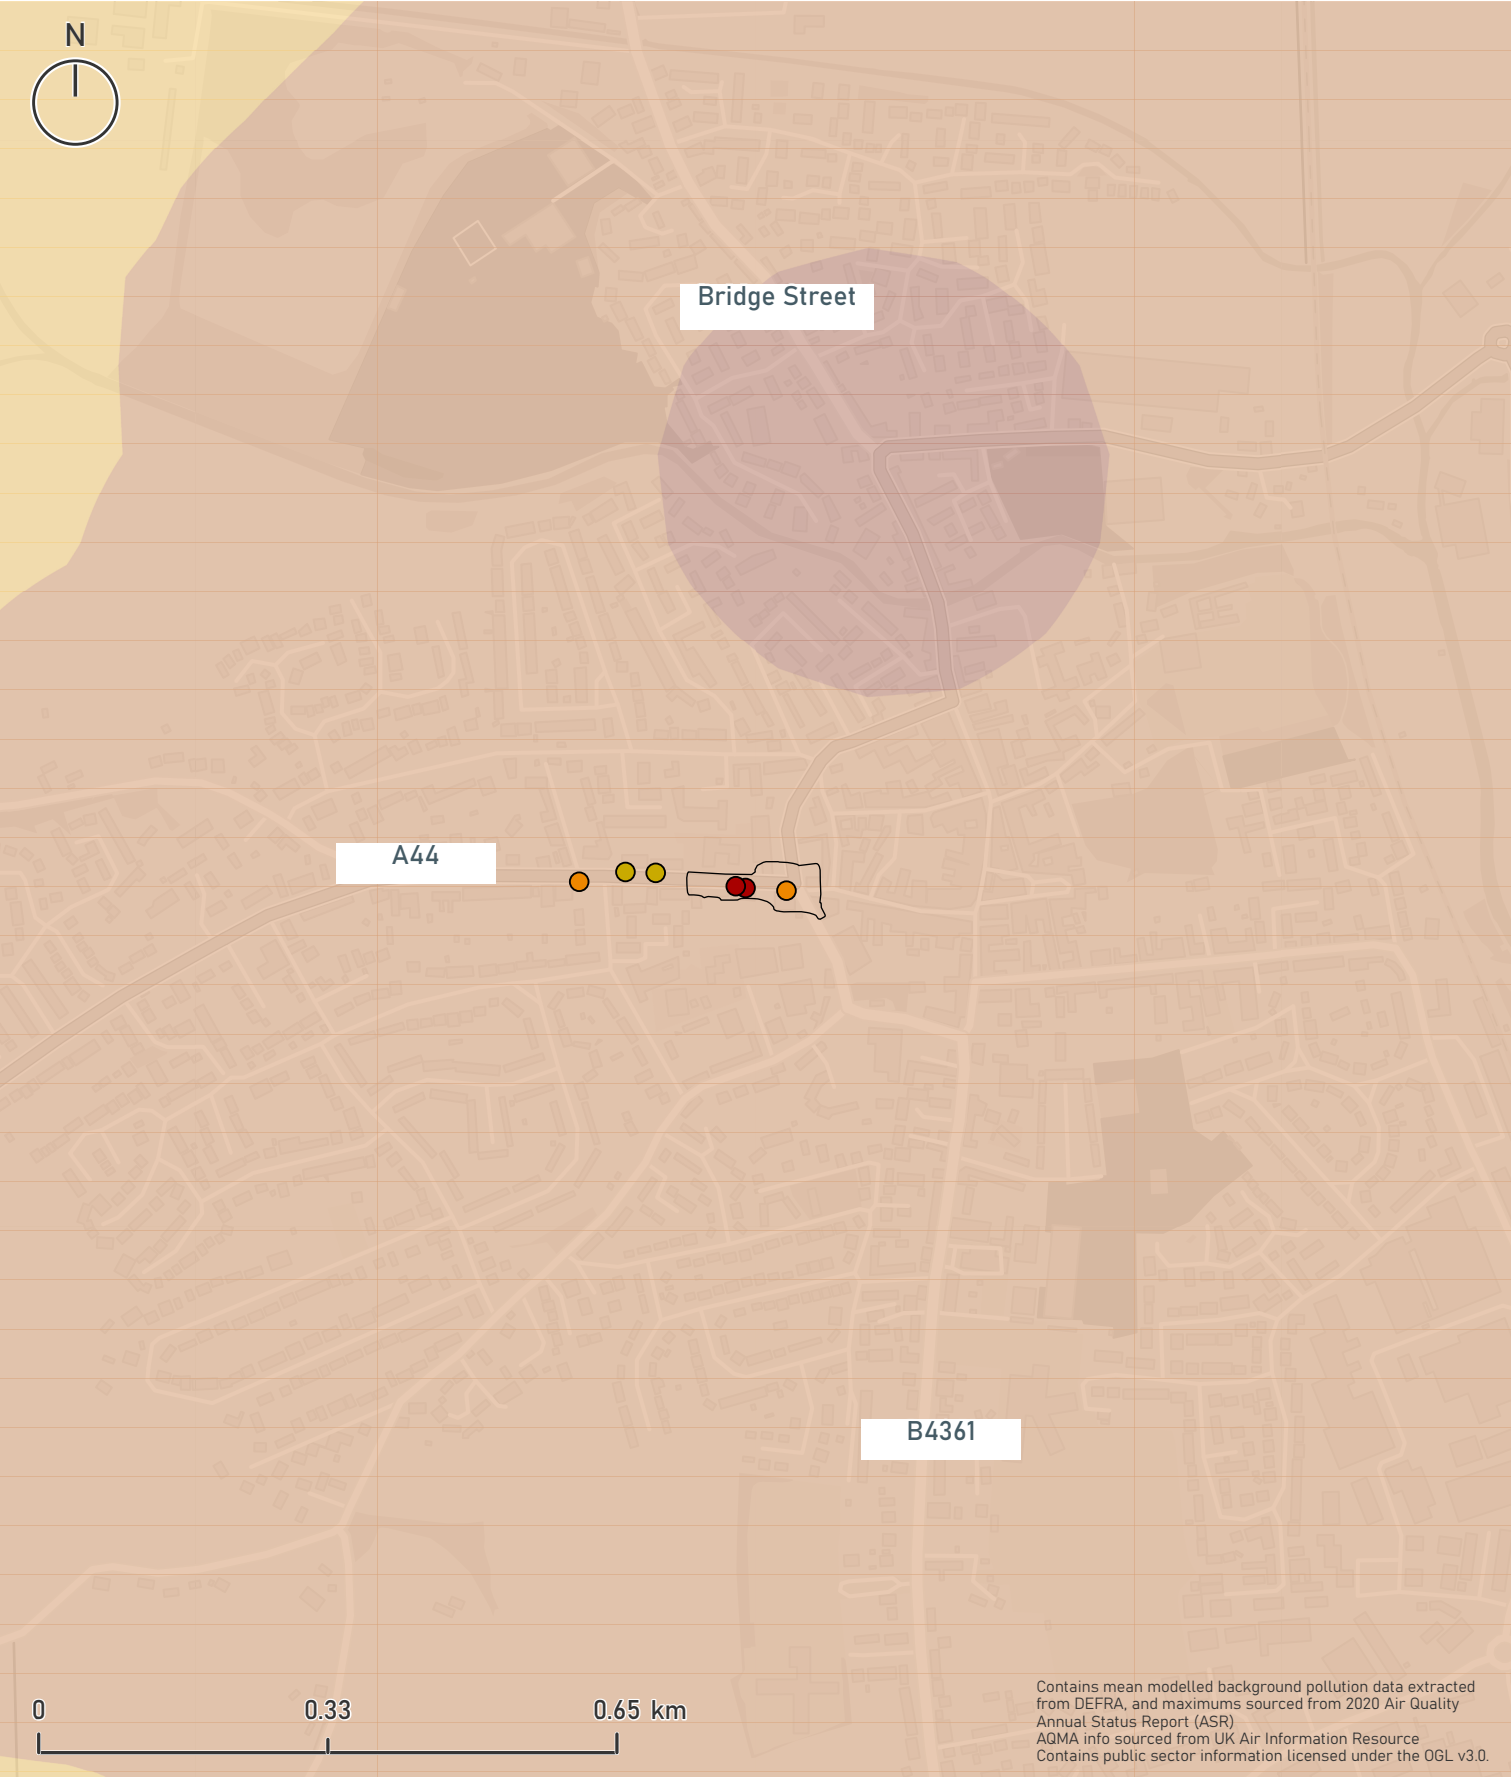 N
Bridge Street
A44
B4361
0
0.33
0.65 km
Contains mean modelled background pollution data extracted
from DEFRA, and maximums sourced from 2020 Air Quality
Annual Status Report (ASR)
AQMA info sourced from UK Air Information Resource
Contains public sector information licensed under the OGL v3.0.